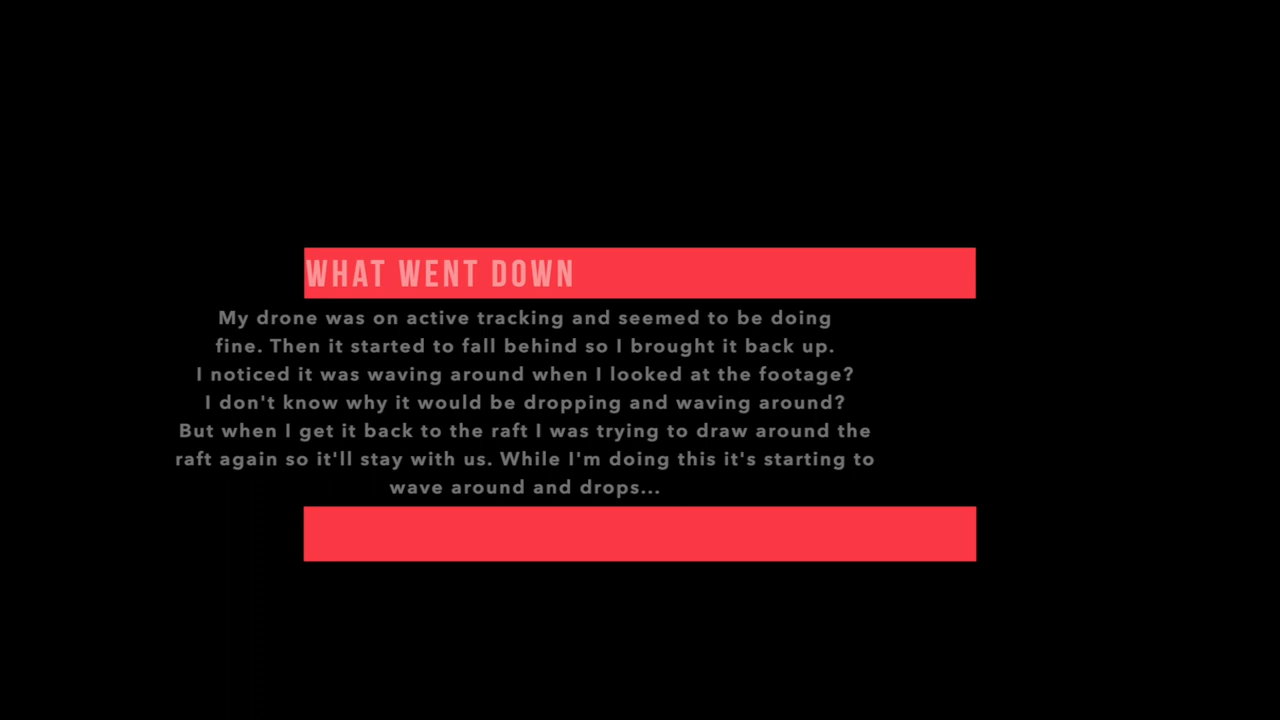 WHAT WENT DOWN
My drone was on active tracking and seemed to be doing
fine. Then it started to fall behind so I brought it back up.
I noticed it was waving around when I looked at the footage?
I don't know why it would be dropping and waving around?
But when I get it back to the raft I was trying to draw around the
raft again so it'll stay with us. While I'm doing this it's starting to
wave around and drops...